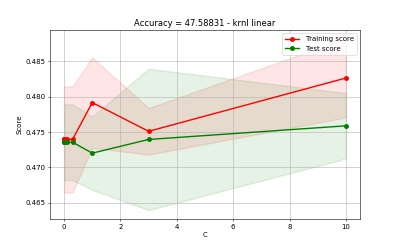 Accuracy = 47.58831 - krnl linear
Training score
Test score
0.485
0.480
0.475
0.470
0.465
Score
0 2 4 6 8 10
C